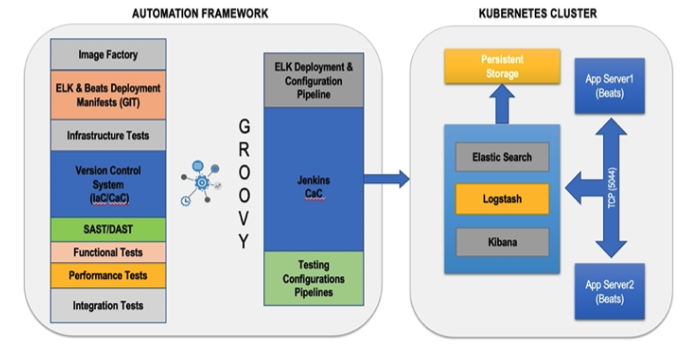 AUTOMATION FRAMEWORK
Image Factory
ELK & Beats Deployment
Manifests (GIT)
Infrastructure Tests
Version Control
System
(IaC/CaC)
SAST/DAST
Functional Tests
Performance Tests
Integration Tests
G
R
O
O
V
Y
ELK Deployment &
Configuration
Pipeline
Jenkins
CaC
Testing
Configurations
Pipelines
KUBERNETES CLUSTER
Persistent
Storage
Elastic Search
Logstash
Kibana
App Server1
(Beats)
TCP (5044)
App Server2
(Beats)